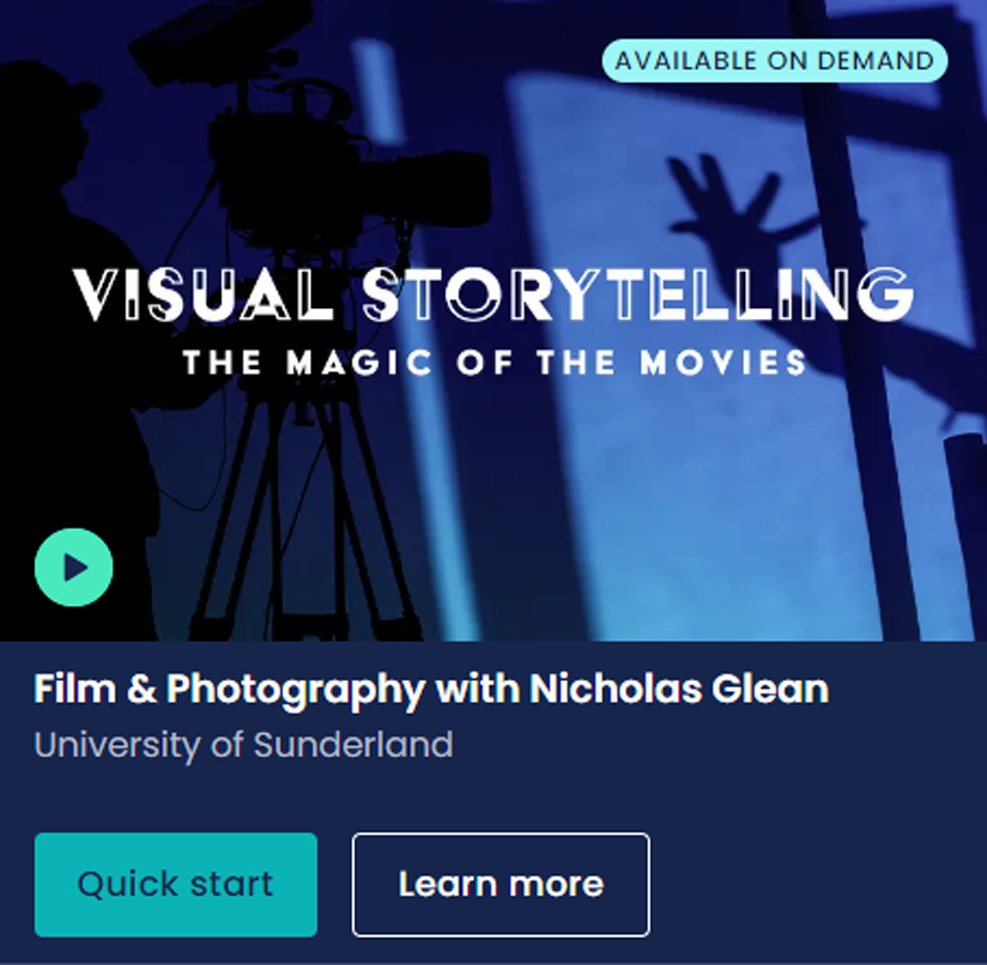 AVAILABLE ON DEMAND
VISUAL STORYTELLING
THE MAGIC OF THE MOVIES
Film & Photography with Nicholas Glean
University of Sunderland
Quick start
Learn more